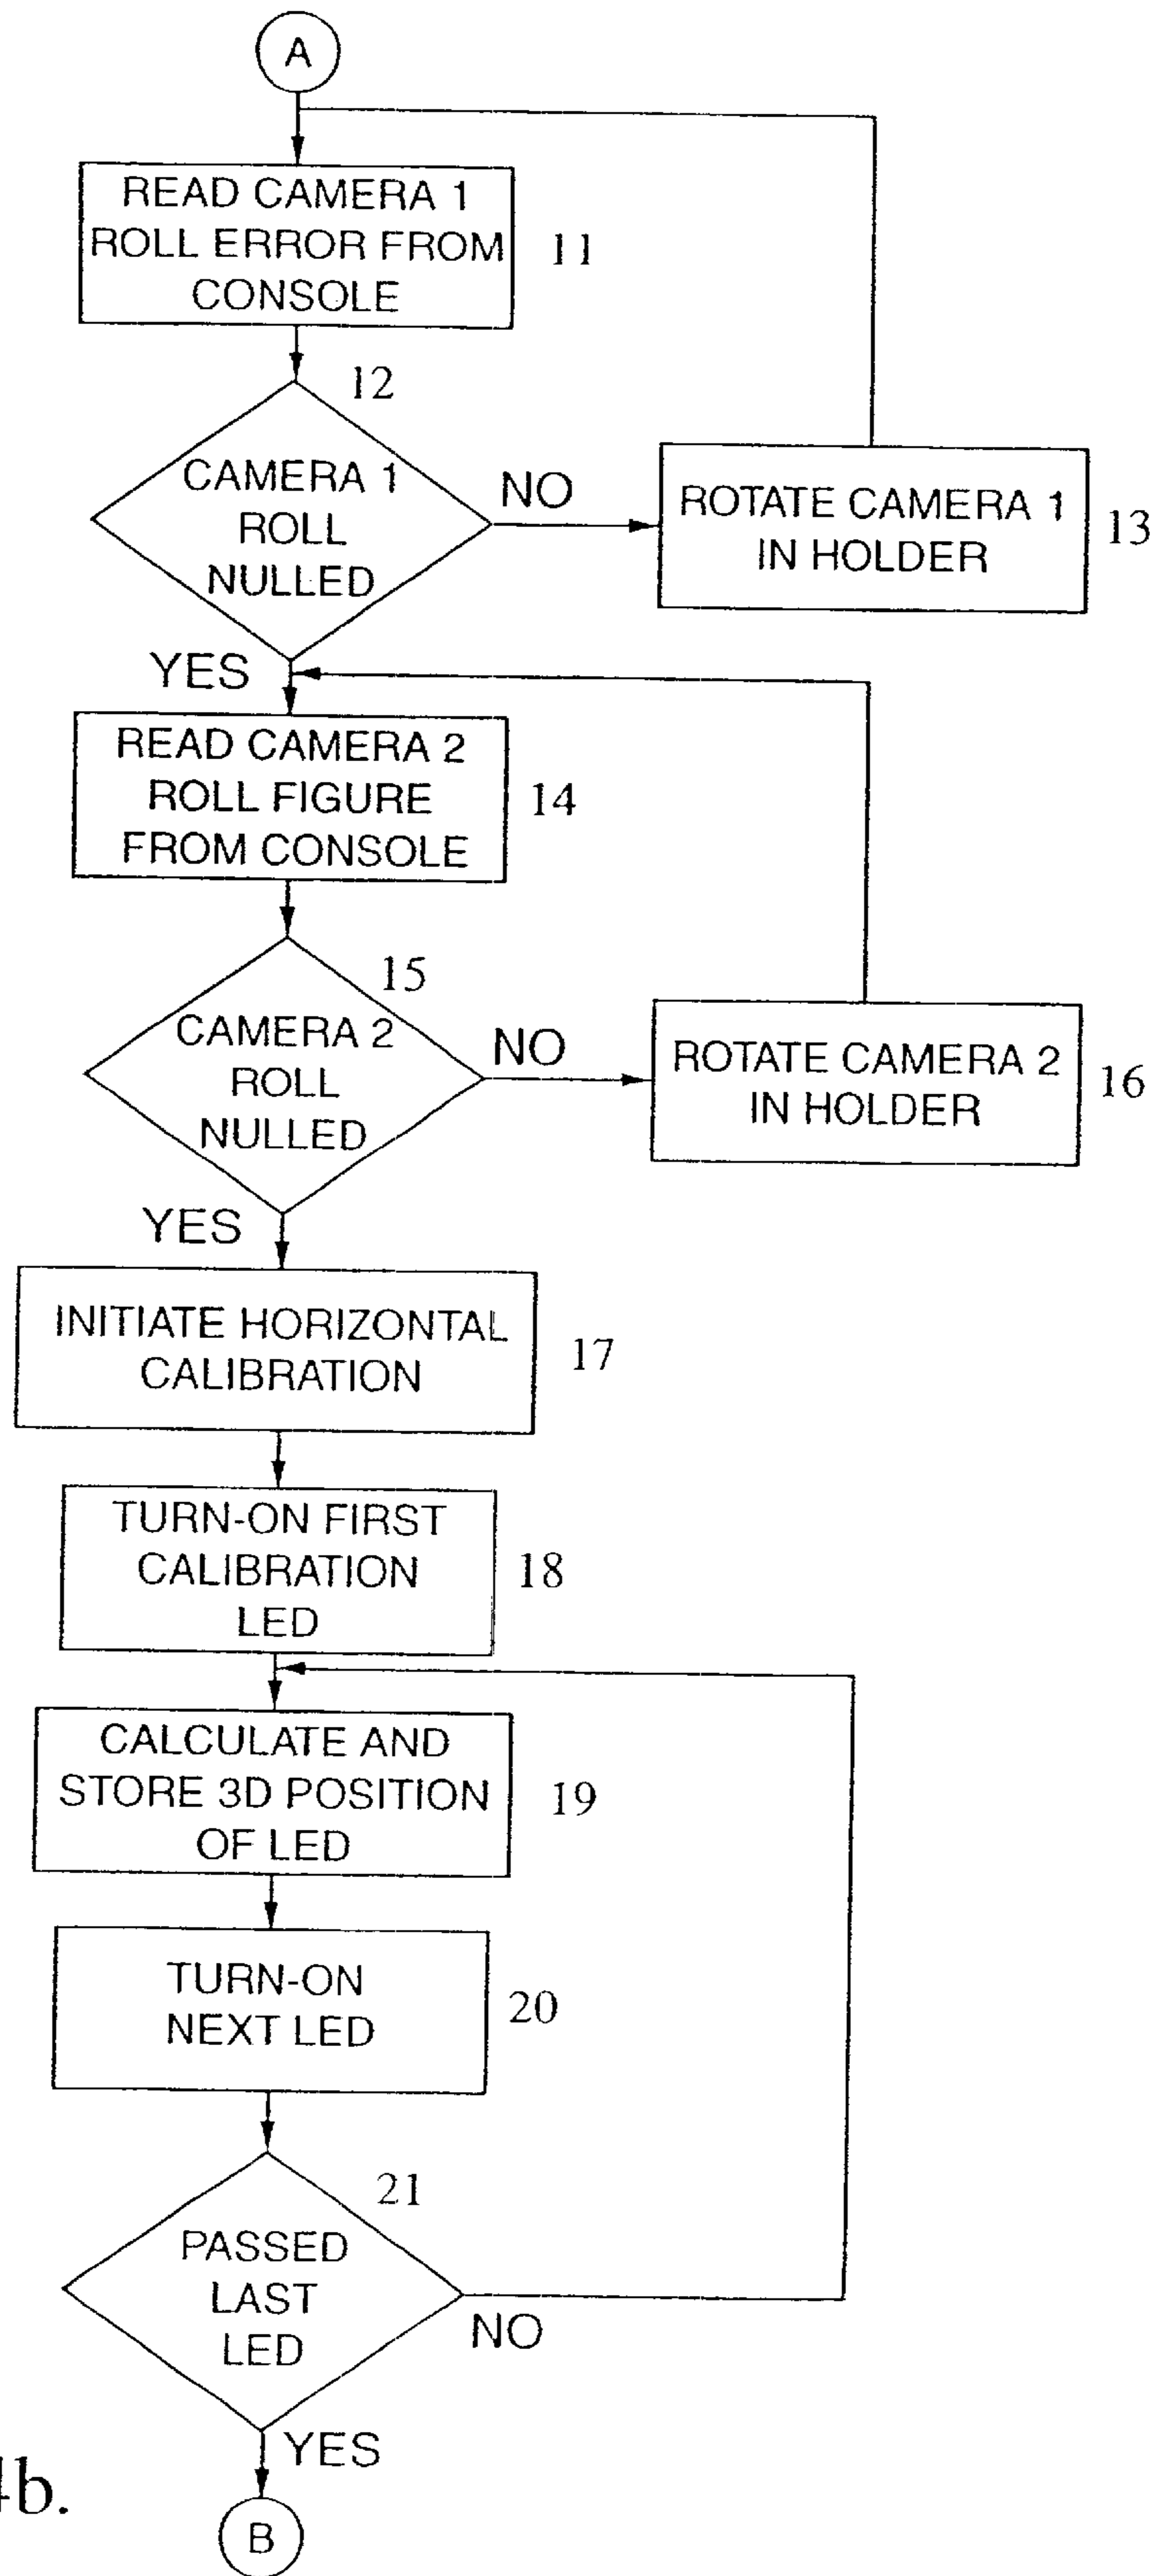 A
READ CAMERA 1
ROLL ERROR FROM
CONSOLE
11
12
CAMERA 1
ROLL
NULLED
NO
ROTATE CAMERA 1
IN HOLDER
13
YES
READ CAMERA 2
ROLL FIGURE
FROM CONSOLE
14
15
CAMERA 2
ROLL
NULLED
NO
ROTATE CAMERA 2
IN HOLDER
16
YES
INITIATE HORIZONTAL
CALIBRATION
17
TURN-ON FIRST
CALIBRATION
LED
18
CALCULATE AND
STORE 3D POSITION
OF LED
19
TURN-ON
NEXT LED
20
21
PASSED
LAST
LED
NO
YES
4b.
B